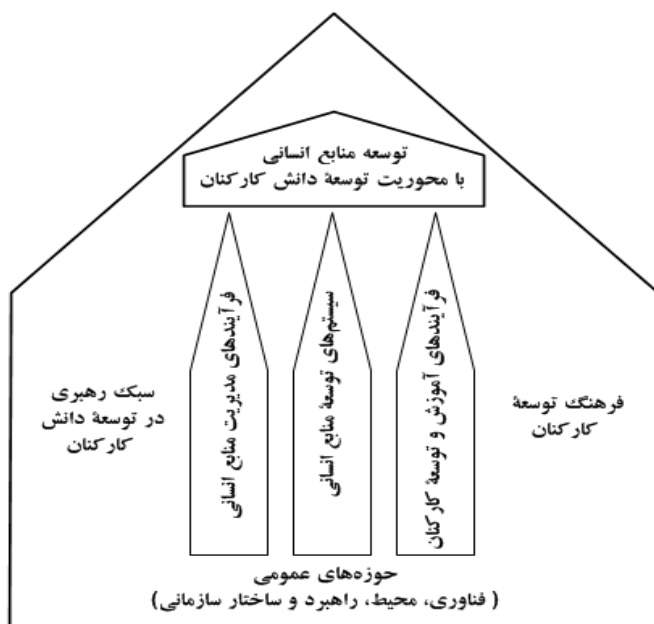 توسعه منابع انسانی
با محوریت توسعهٔ دانش کارکنان
فرآیندهای آموزش و توسعهٔ کارکنان
سیستم‌های توسعهٔ منابع انسانی
فرآیندهای مدیریت منابع انسانی
فرهنگ توسعهٔ
کارکنان
سبک رهبری
در توسعهٔ دانش
کارکنان
حوزه‌های عمومی
( فناوری، محیط، راهبرد و ساختار سازمانی)